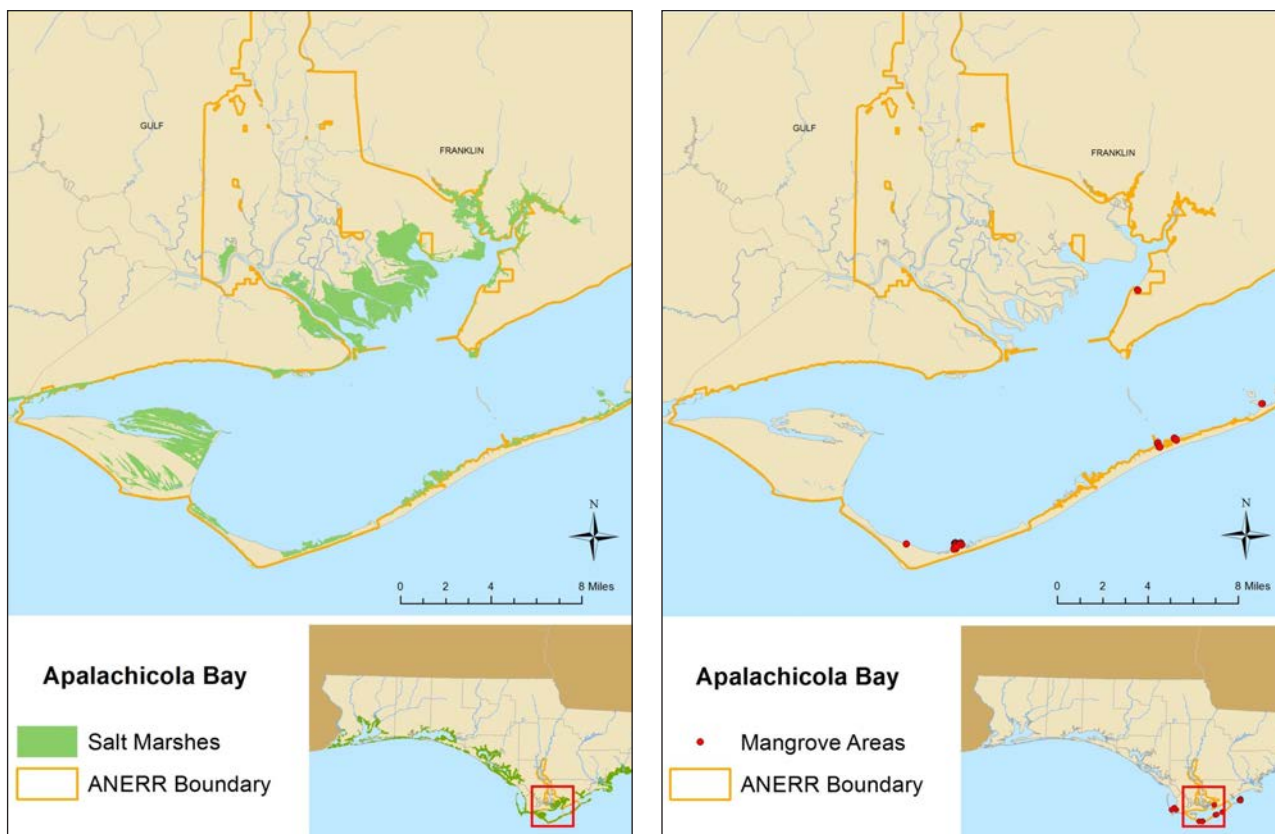 GULF
FRANKLIN
N
0 2 4 8 Miles
Apalachicola Bay
Salt Marshes
ANERR Boundary
GULF
FRANKLIN
N
0 2 4 8 Miles
Apalachicola Bay
Mangrove Areas
ANERR Boundary